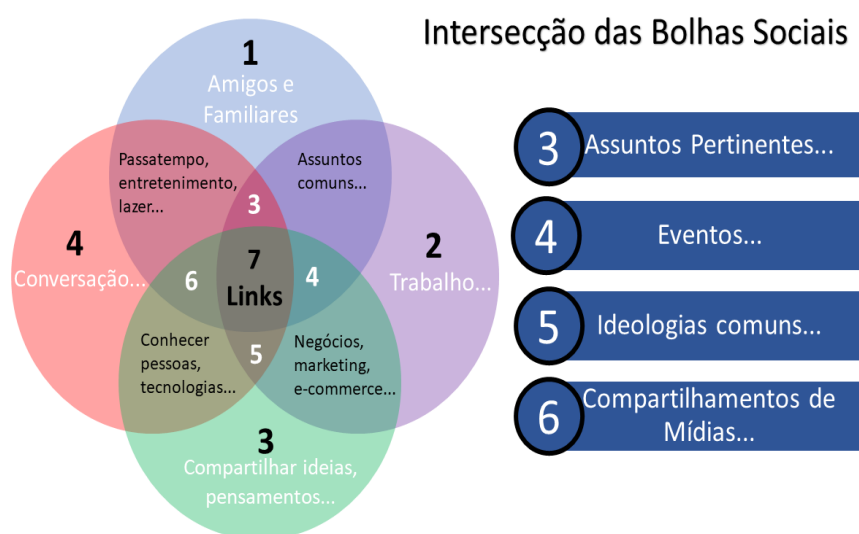 Intersecção das Bolhas Sociais
1
Amigos e
Familiares
Passatempo,
entretenimento,
lazer...
Assuntos
comuns...
3
4
Conversação...
2
Trabalho...
6
7
Links
4
Conhecer
pessoas,
tecnologias...
5
Negócios,
marketing,
e-commerce...
3
Compartilhar ideias,
pensamentos...
3
Assuntos Pertinentes...
4
Eventos...
5
Ideologias comuns...
6
Compartilhamentos de
Mídias...